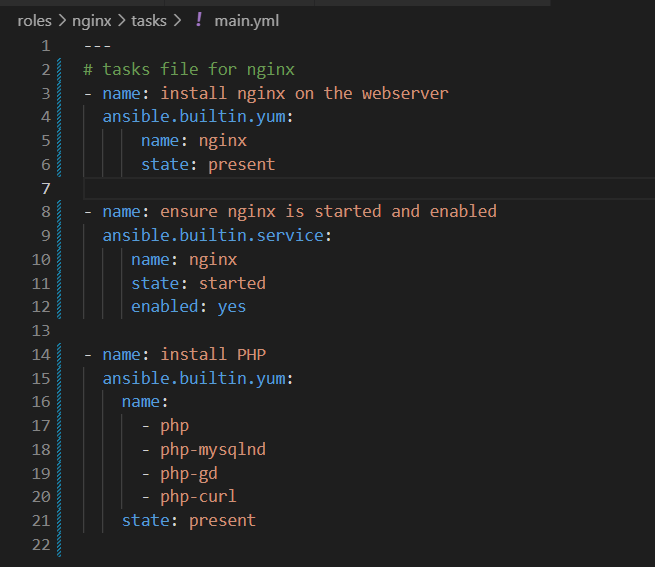 roles > nginx > tasks > ! main.yml
1 ---
2 # tasks file for nginx
3 - name: install nginx on the webserver
4   ansible.builtin.yum:
5       name: nginx
6       state: present
7
8 - name: ensure nginx is started and enabled
9   ansible.builtin.service:
10      name: nginx
11      state: started
12      enabled: yes
13
14 - name: install PHP
15   ansible.builtin.yum:
16     name:
17       - php
18       - php-mysqlnd
19       - php-gd
20       - php-curl
21     state: present
22